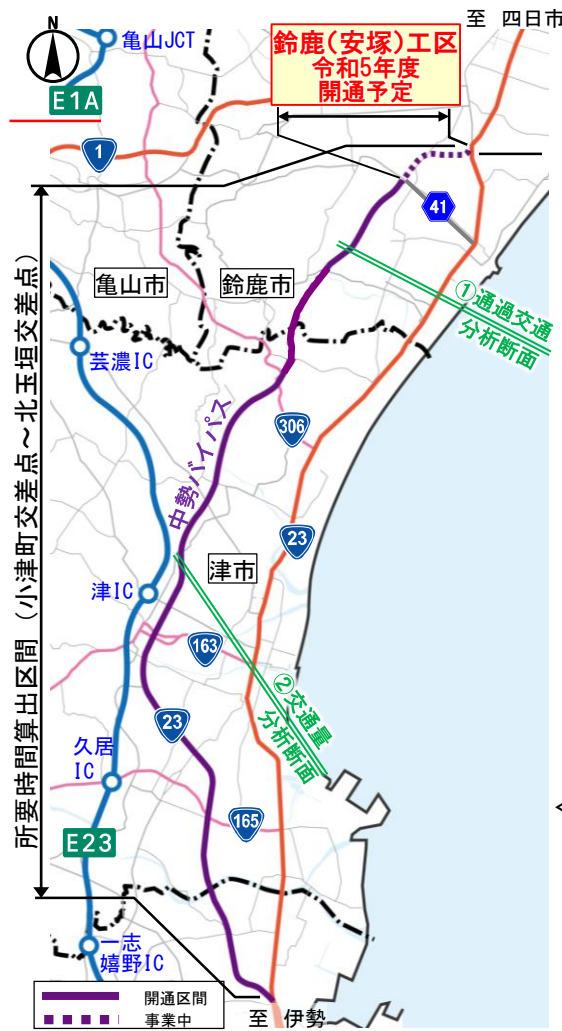 至 四日市
N
亀山JCT
鈴鹿(安塚)工区
令和5年度
開通予定
E1A
1
41
亀山市
鈴鹿市
①通過交通
分析断面
芸濃IC
306
中勢バイパス
23
津市
津IC
163
②交通量
分析断面
23
久居
IC
165
E23
一志
嬉野IC
所要時間算出区間(小津町交差点~北玉垣交差点)
開通区間
事業中
至 伊勢